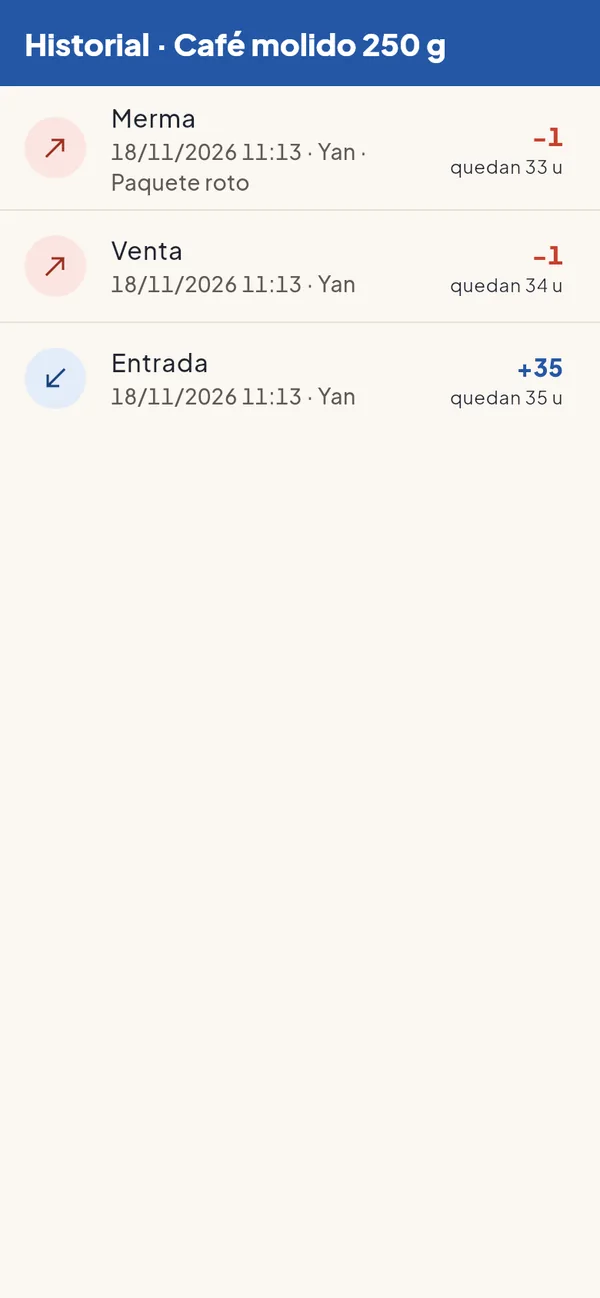 Historial · Café molido 250 g
Merma
18/11/2026 11:13 · Yan ·
Paquete roto
−1
quedan 33 u
Venta
18/11/2026 11:13 · Yan
−1
quedan 34 u
Entrada
18/11/2026 11:13 · Yan
+35
quedan 35 u